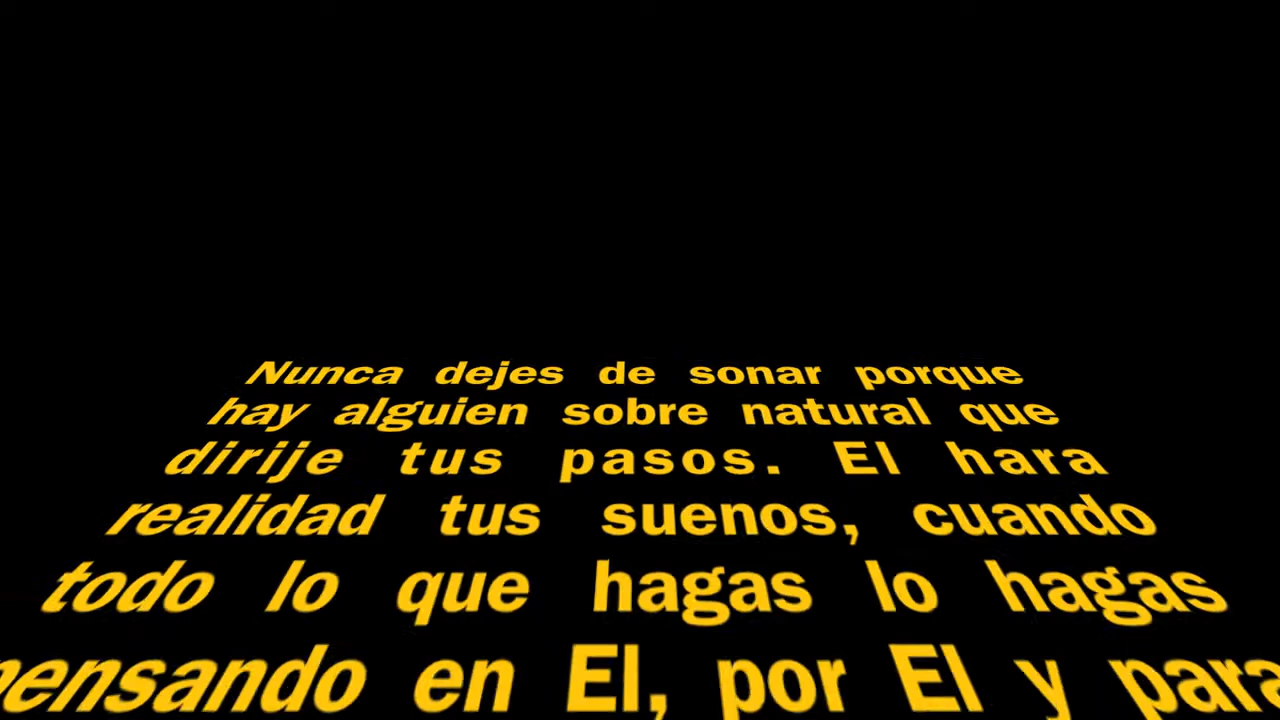 Nunca dejes de sonar porque
hay alguien sobre natural que
dirije tus pasos. El hara
realidad tus suenos, cuando
todo lo que hagas lo hagas
pensando en El, por El y para